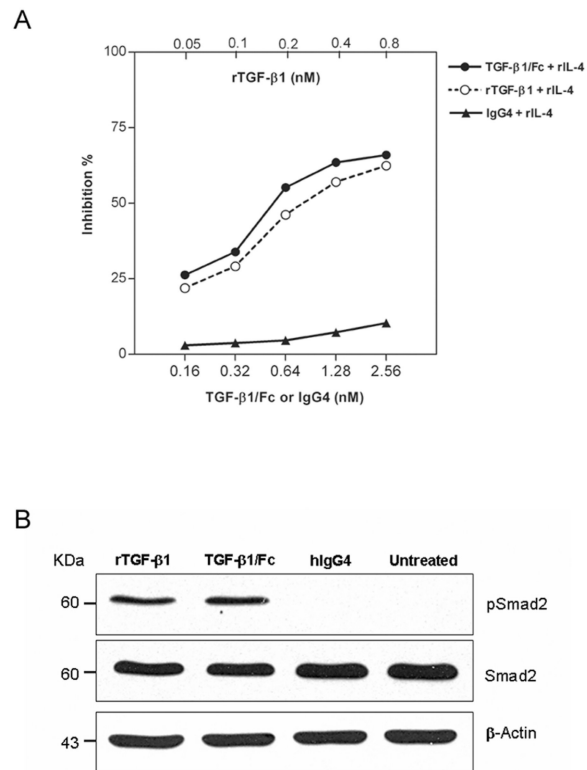 A
0.05 0.1 0.2 0.4 0.8
rTGF-β1 (nM)
TGF-β1/Fc + rIL-4
rTGF-β1 + rIL-4
IgG4 + rIL-4
100
75
50
25
0
Inhibition %
0.16 0.32 0.64 1.28 2.56
TGF-β1/Fc or IgG4 (nM)
B
KDa rTGF-β1 TGF-β1/Fc hIgG4 Untreated
60 pSmad2
60 Smad2
43 β-Actin